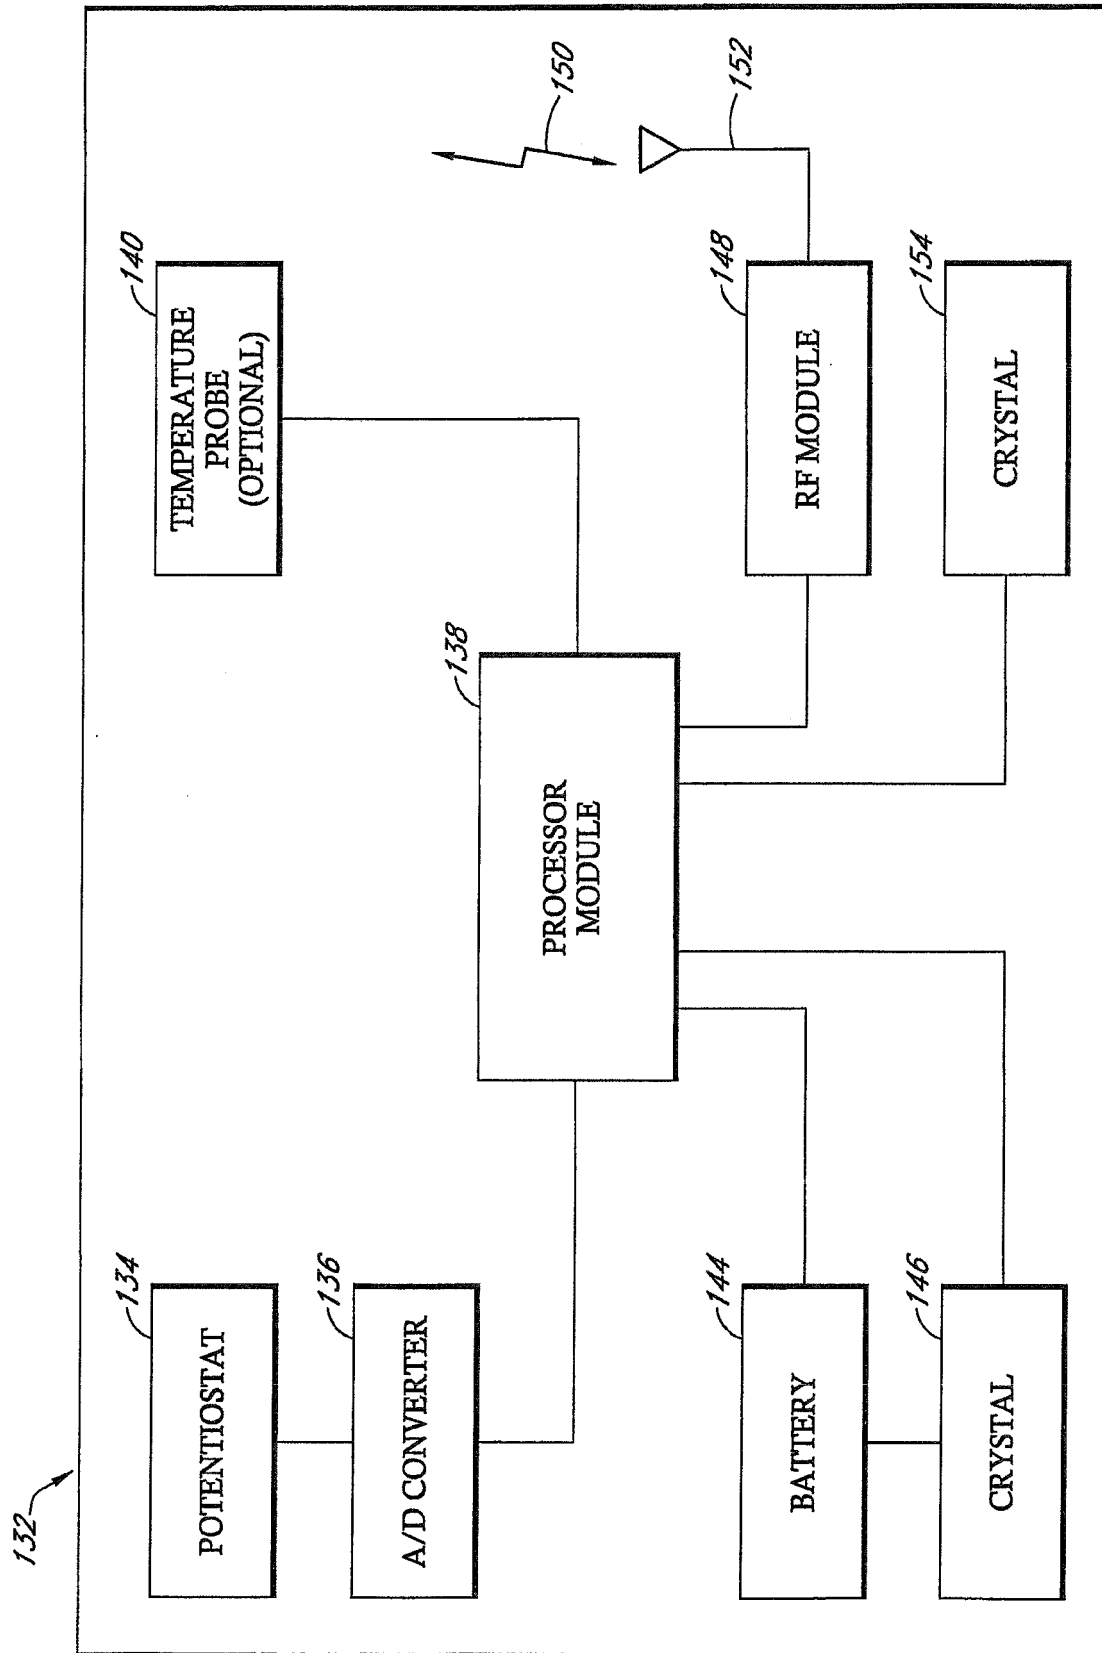 132
134
POTENTIOSTAT
136
A/D CONVERTER
138
PROCESSOR
MODULE
140
TEMPERATURE
PROBE
(OPTIONAL)
144
BATTERY
146
CRYSTAL
148
RF MODULE
150
152
154
CRYSTAL